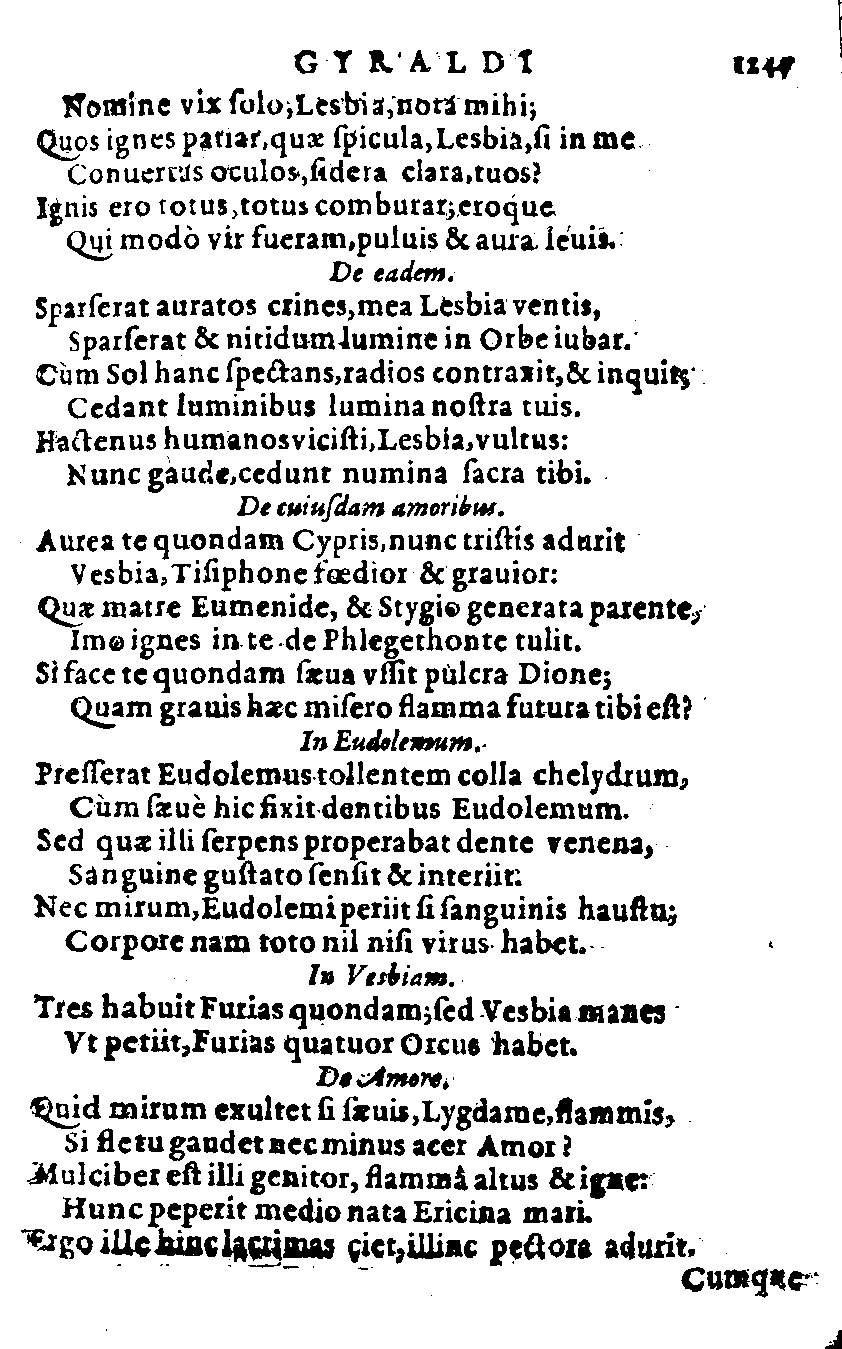 GYRALDI 1247
Nomine vix ſolo, Lesbia, nota mihi;
Quos ignes patiar, quæ ſpicula, Lesbia, ſi in me
Conuertas oculos, ſidera clara, tuos?
Ignis ero totus, totus comburar; eroque
Qui modò vir fueram, puluis & aura leuis.
De eadem.
Sparſerat auratos crines, mea Lesbia ventis,
Sparſerat & nitidum lumine in Orbe iubar.
Cùm Sol hanc ſpectans, radios contraxit, & inquit;
Cedant luminibus lumina noſtra tuis.
Hactenus humanos viciſti, Lesbia, vultus:
Nunc gaude, cedunt numina ſacra tibi.
De cuiuſdam amoribus.
Aurea te quondam Cypris, nunc triſtis adurit
Vesbia, Tiſiphone fœdior & grauior:
Quæ matre Eumenide, & Stygio generata parente,
Imo ignes in te de Phlegethonte tulit.
Si face te quondam ſæua vſſit pulcra Dione;
Quam grauis hæc miſero flamma futura tibi eſt?
In Eudolemum.
Preſſerat Eudolemus tollentem colla chelydrum,
Cùm ſæuè hic fixit dentibus Eudolemum.
Sed quæ illi ſerpens properabat dente venena,
Sanguine guſtato ſenſit & interiit:
Nec mirum, Eudolemi periit ſi ſanguinis hauſtu;
Corpore nam toto nil niſi virus habet.
In Vesbiam.
Tres habuit Furias quondam; ſed Vesbia manes
Vt petiit, Furias quatuor Orcus habet.
De Amore.
Quid mirum exultet ſi ſæuis, Lygdame, flammis,
Si fletu gaudet nec minus acer Amor?
Mulciber eſt illi genitor, flammâ altus & igne:
Hunc peperit medio nata Ericina mari.
Ergo ille hinc lacrimas ciet, illinc pectora adurit.
Cumque